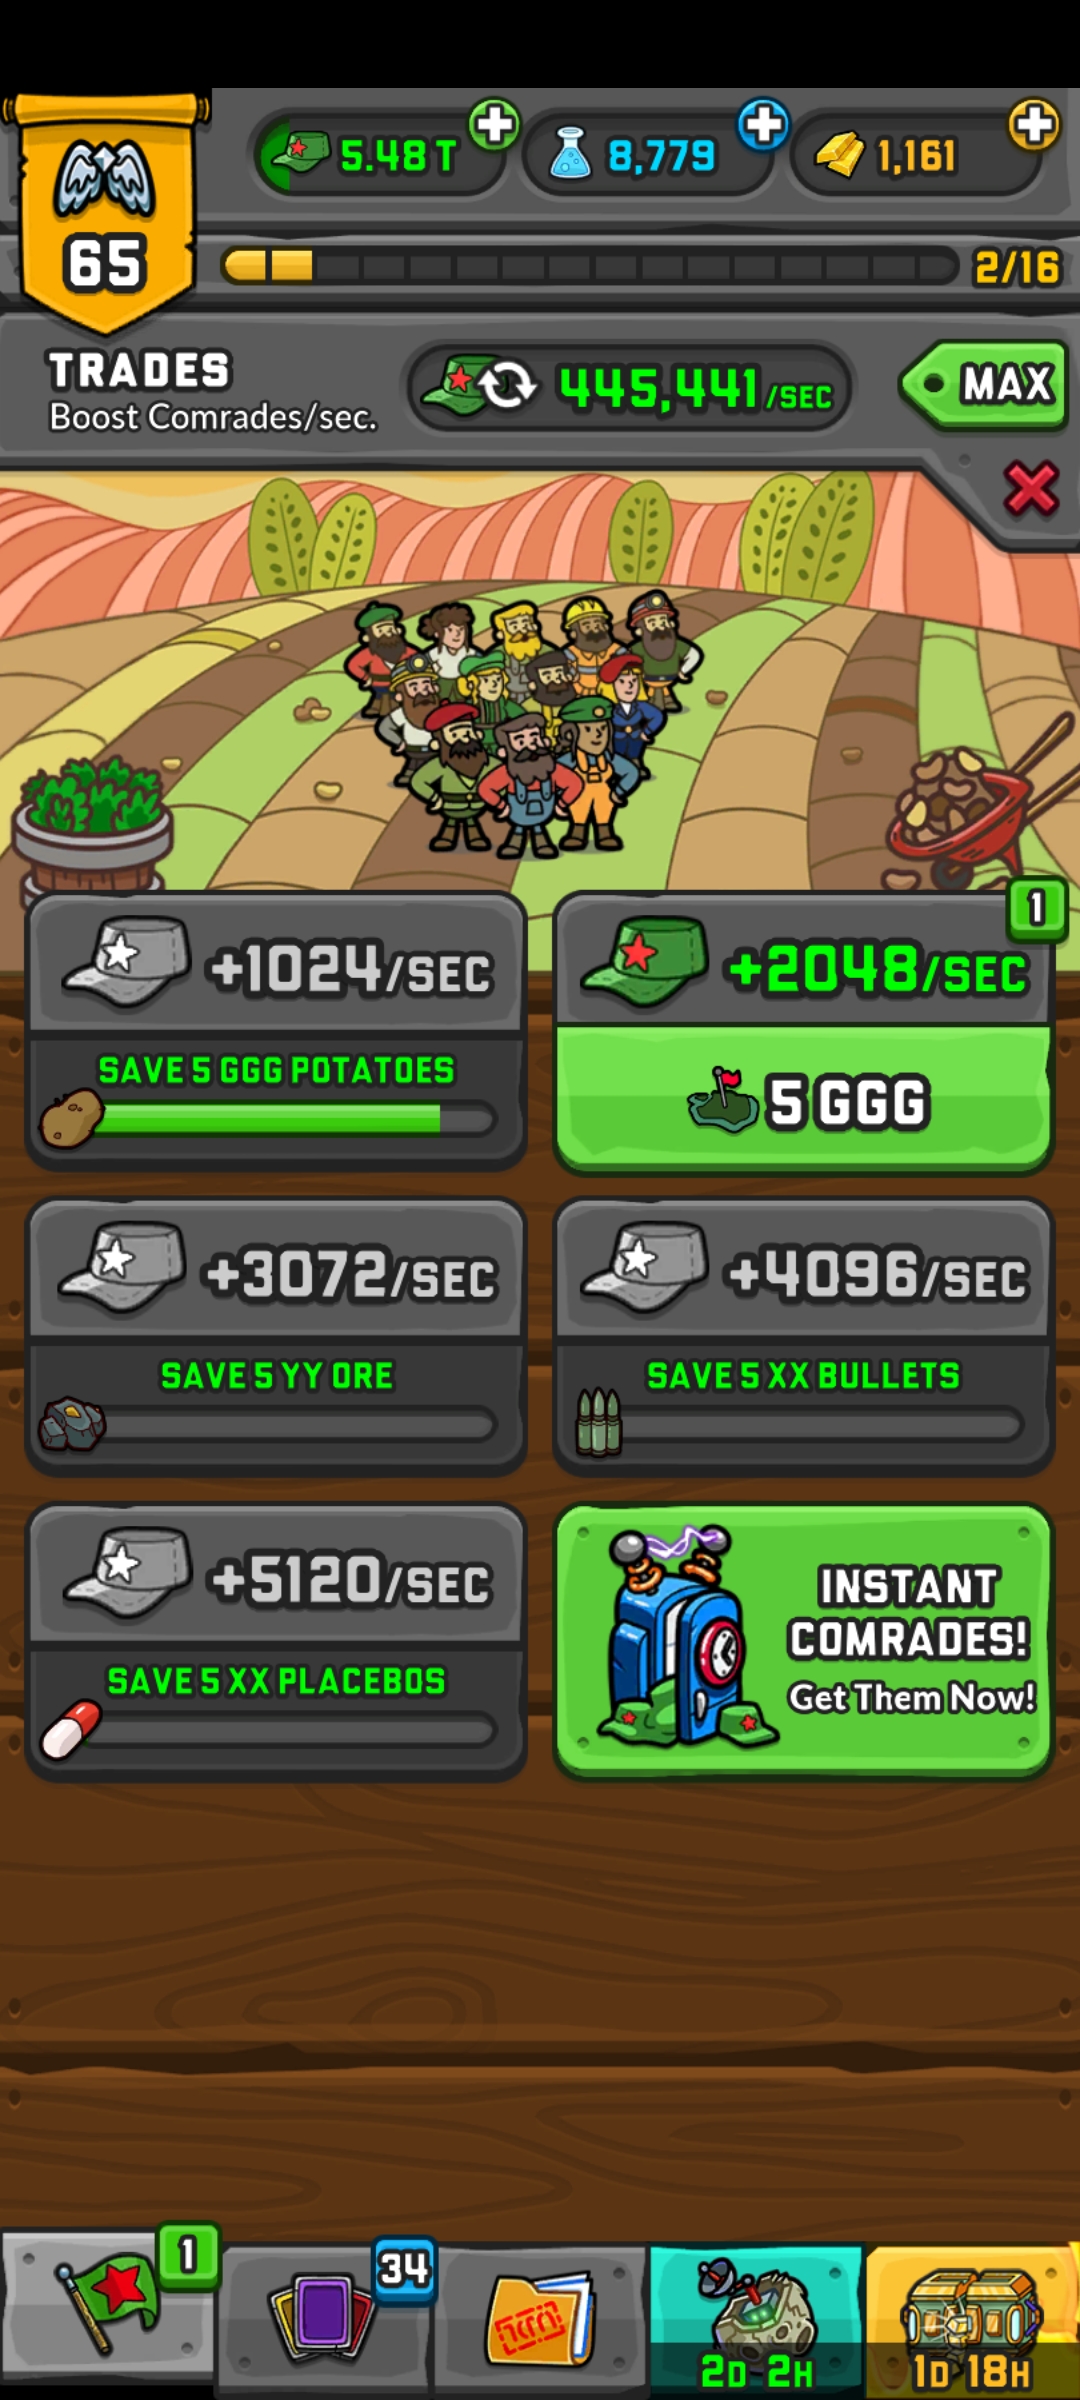 5.48 T
8,779
1,161
65
2/16
TRADES
Boost Comrades/sec.
445,441/SEC
MAX
1
+1024/SEC
+2048/SEC
SAVE 5 GGG POTATOES
5 GGG
+3072/SEC
+4096/SEC
SAVE 5 YY ORE
SAVE 5 XX BULLETS
+5120/SEC
INSTANT
COMRADES!
Get Them Now!
SAVE 5 XX PLACEBOS
1
34
2D 2H
1D 18H